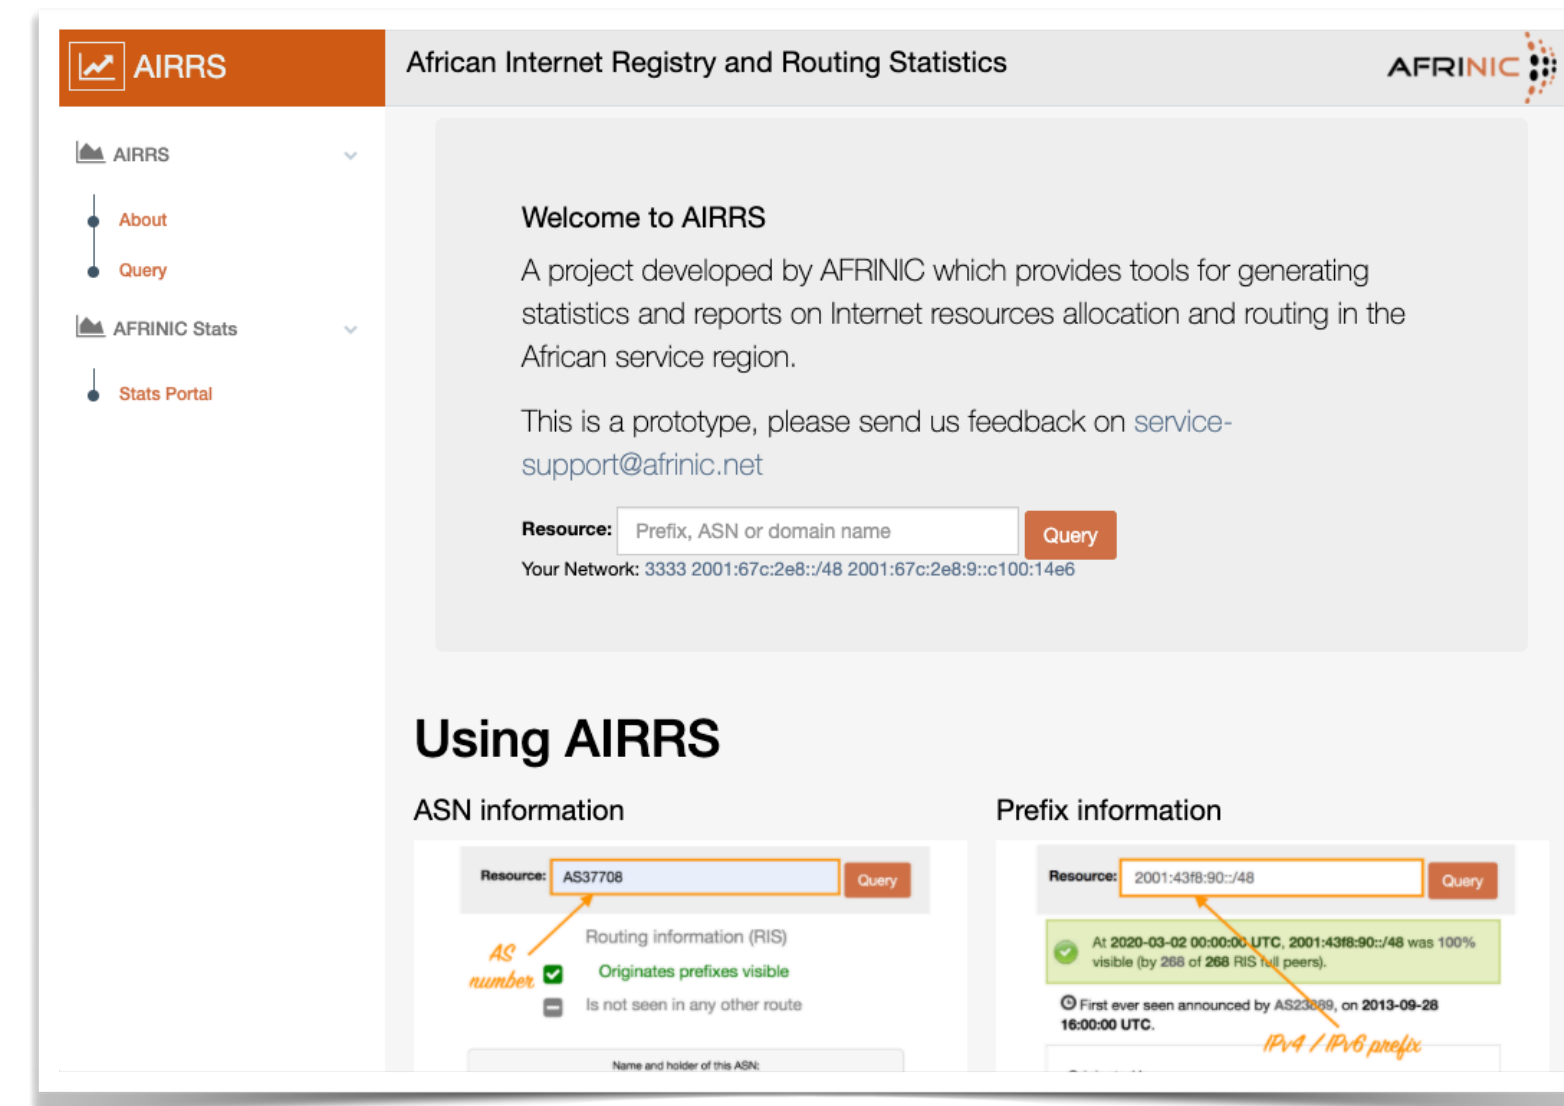 AIRRS
African Internet Registry and Routing Statistics
AFRINIC
AIRRS
About
Query
AFRINIC Stats
Stats Portal
Welcome to AIRRS
A project developed by AFRINIC which provides tools for generating
statistics and reports on Internet resources allocation and routing in the
African service region.
This is a prototype, please send us feedback on service-
support@afrinic.net
Resource: Prefix, ASN or domain name Query
Your Network: 3333 2001:67c:2e8::/48 2001:67c:2e8:9::c100:14e6
Using AIRRS
ASN information
Resource: AS37708 Query
AS
number
Routing information (RIS)
Originates prefixes visible
Is not seen in any other route
Name and holder of this ASN:
Prefix information
Resource: 2001:43f8:90::/48 Query
At 2020-03-02 00:00:00 UTC, 2001:43f8:90::/48 was 100%
visible (by 268 of 268 RIS full peers).
First ever seen announced by AS23889, on 2013-09-28
16:00:00 UTC.
IPv4 / IPv6 prefix